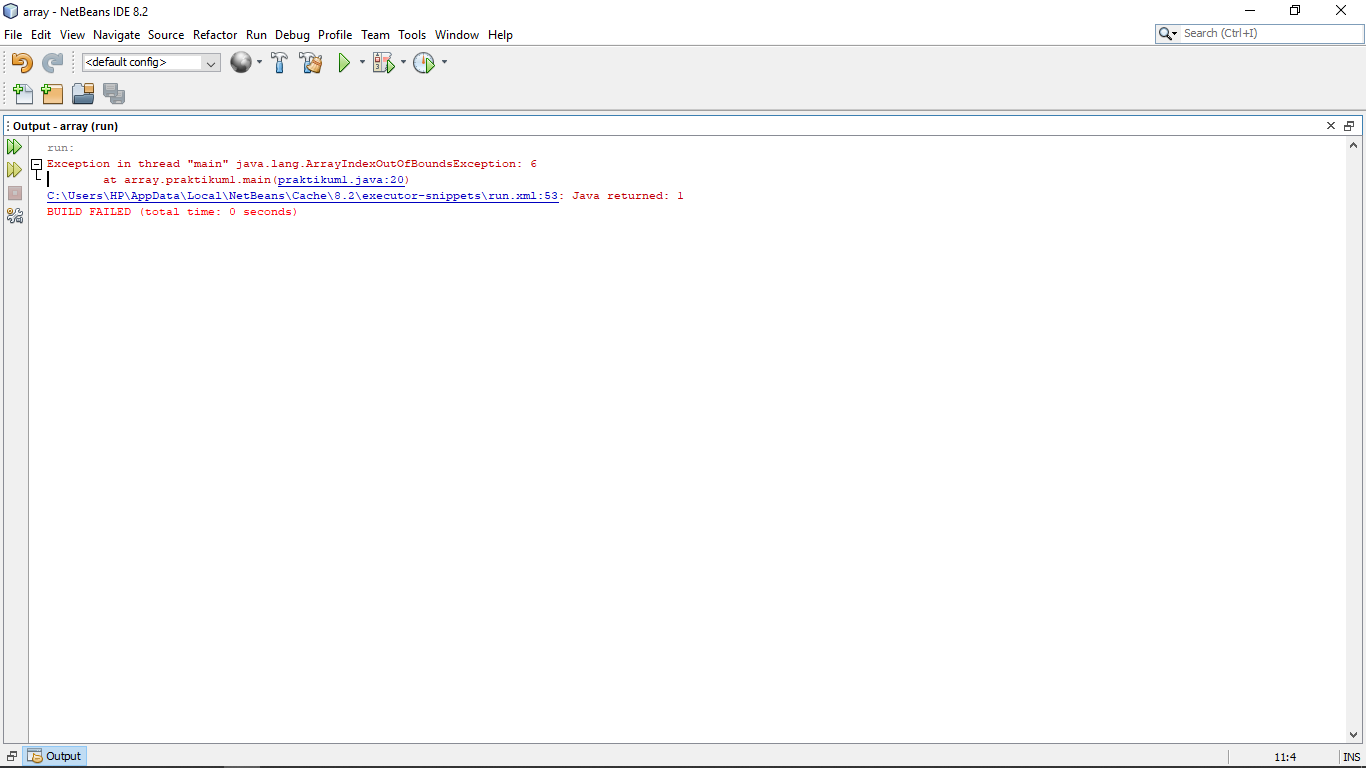 array - NetBeans IDE 8.2
File Edit View Navigate Source Refactor Run Debug Profile Team Tools Window Help
Search (Ctrl+I)
<default config>
Output - array (run)
run:
Exception in thread "main" java.lang.ArrayIndexOutOfBoundsException: 6
at array.praktikum1.main(praktikum1.java:20)
C:\Users\HP\AppData\Local\NetBeans\Cache\8.2\executor-snippets\run.xml:53: Java returned: 1
BUILD FAILED (total time: 0 seconds)
Output
11:4
INS